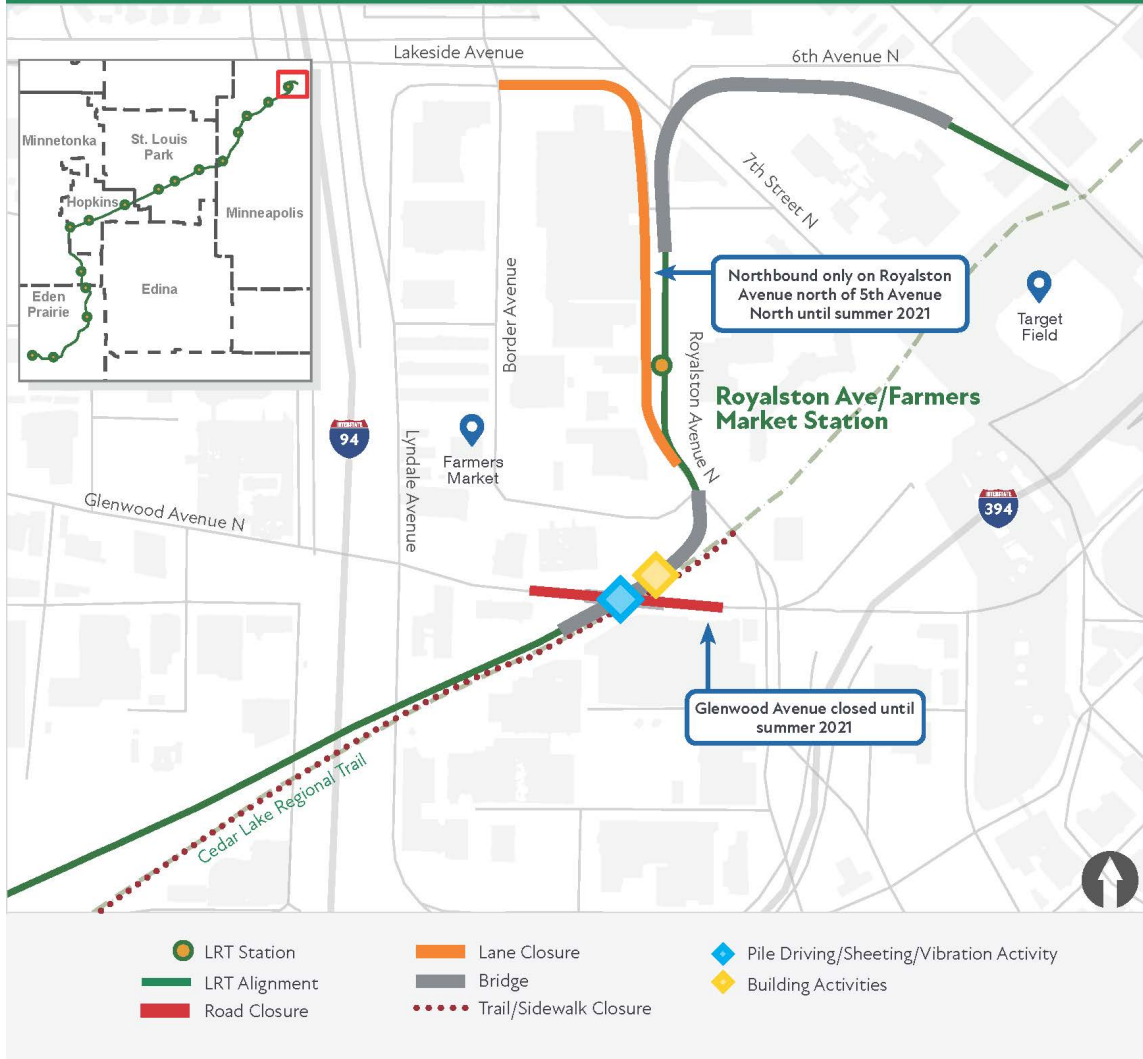 Lakeside Avenue
6th Avenue N
Minnetonka
St. Louis
Park
Hopkins
Minneapolis
Eden
Prairie
Edina
7th Street N
Border Avenue
Northbound only on Royalston
Avenue north of 5th Avenue
North until summer 2021
Target
Field
Royalston Avenue N
Royalston Ave/Farmers
Market Station
INTERSTATE
94
Lyndale Avenue
Farmers
Market
Glenwood Avenue N
INTERSTATE
394
Glenwood Avenue closed until
summer 2021
Cedar Lake Regional Trail
LRT Station
LRT Alignment
Road Closure
Lane Closure
Bridge
Trail/Sidewalk Closure
Pile Driving/Sheeting/Vibration Activity
Building Activities